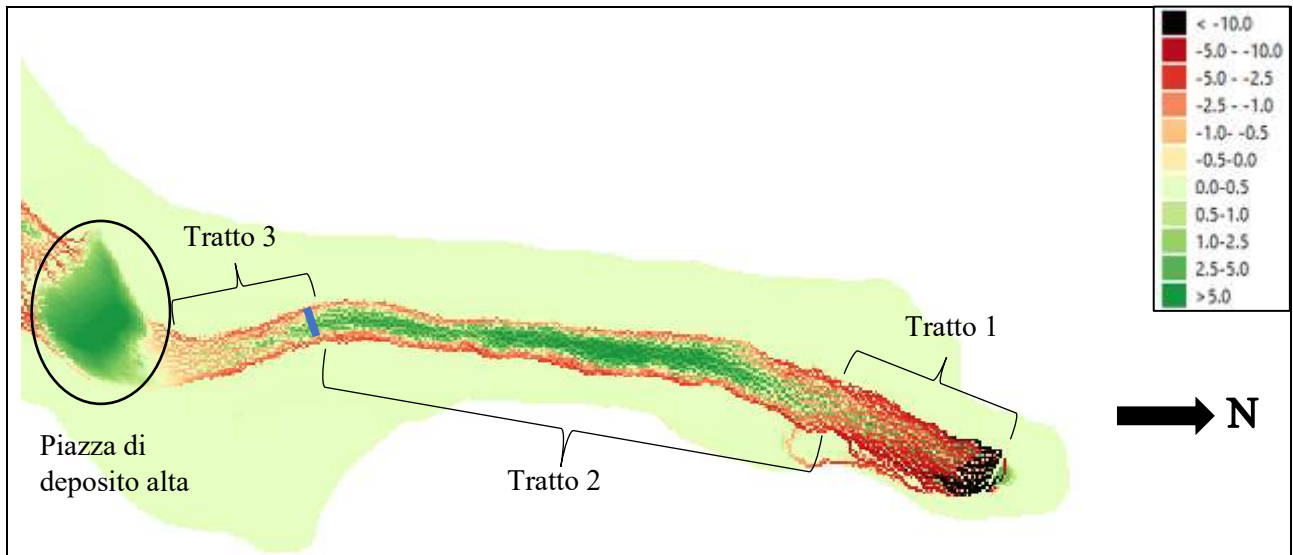 < -10.0
-5.0 - -10.0
-5.0 - -2.5
-2.5 - -1.0
-1.0- -0.5
-0.5-0.0
0.0-0.5
0.5-1.0
1.0-2.5
2.5-5.0
>5.0
Tratto 3
Tratto 1
N
Piazza di
deposito alta
Tratto 2